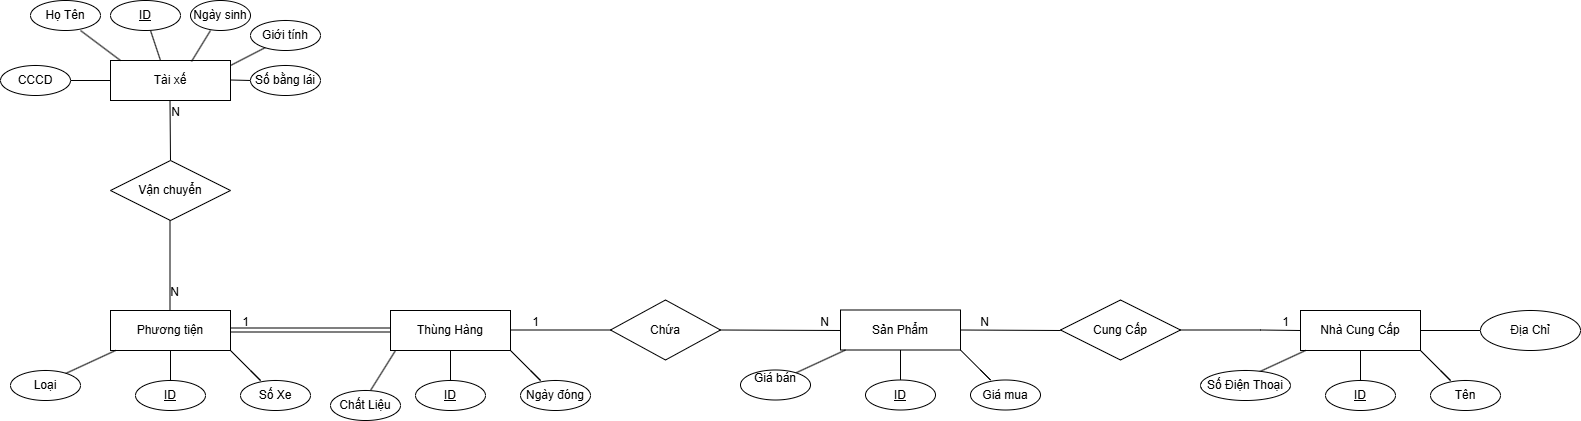 Họ Tên
ID
Ngày sinh
Giới tính
CCCD
Tài xế
Số bằng lái
N
Vận chuyển
N
Phương tiện
1
Thùng Hàng
1
Chứa
N
Sản Phẩm
N
Cung Cấp
1
Nhà Cung Cấp
Địa Chỉ
Loại
ID
Số Xe
Chất Liệu
ID
Ngày đóng
Giá bán
ID
Giá mua
Số Điện Thoại
ID
Tên